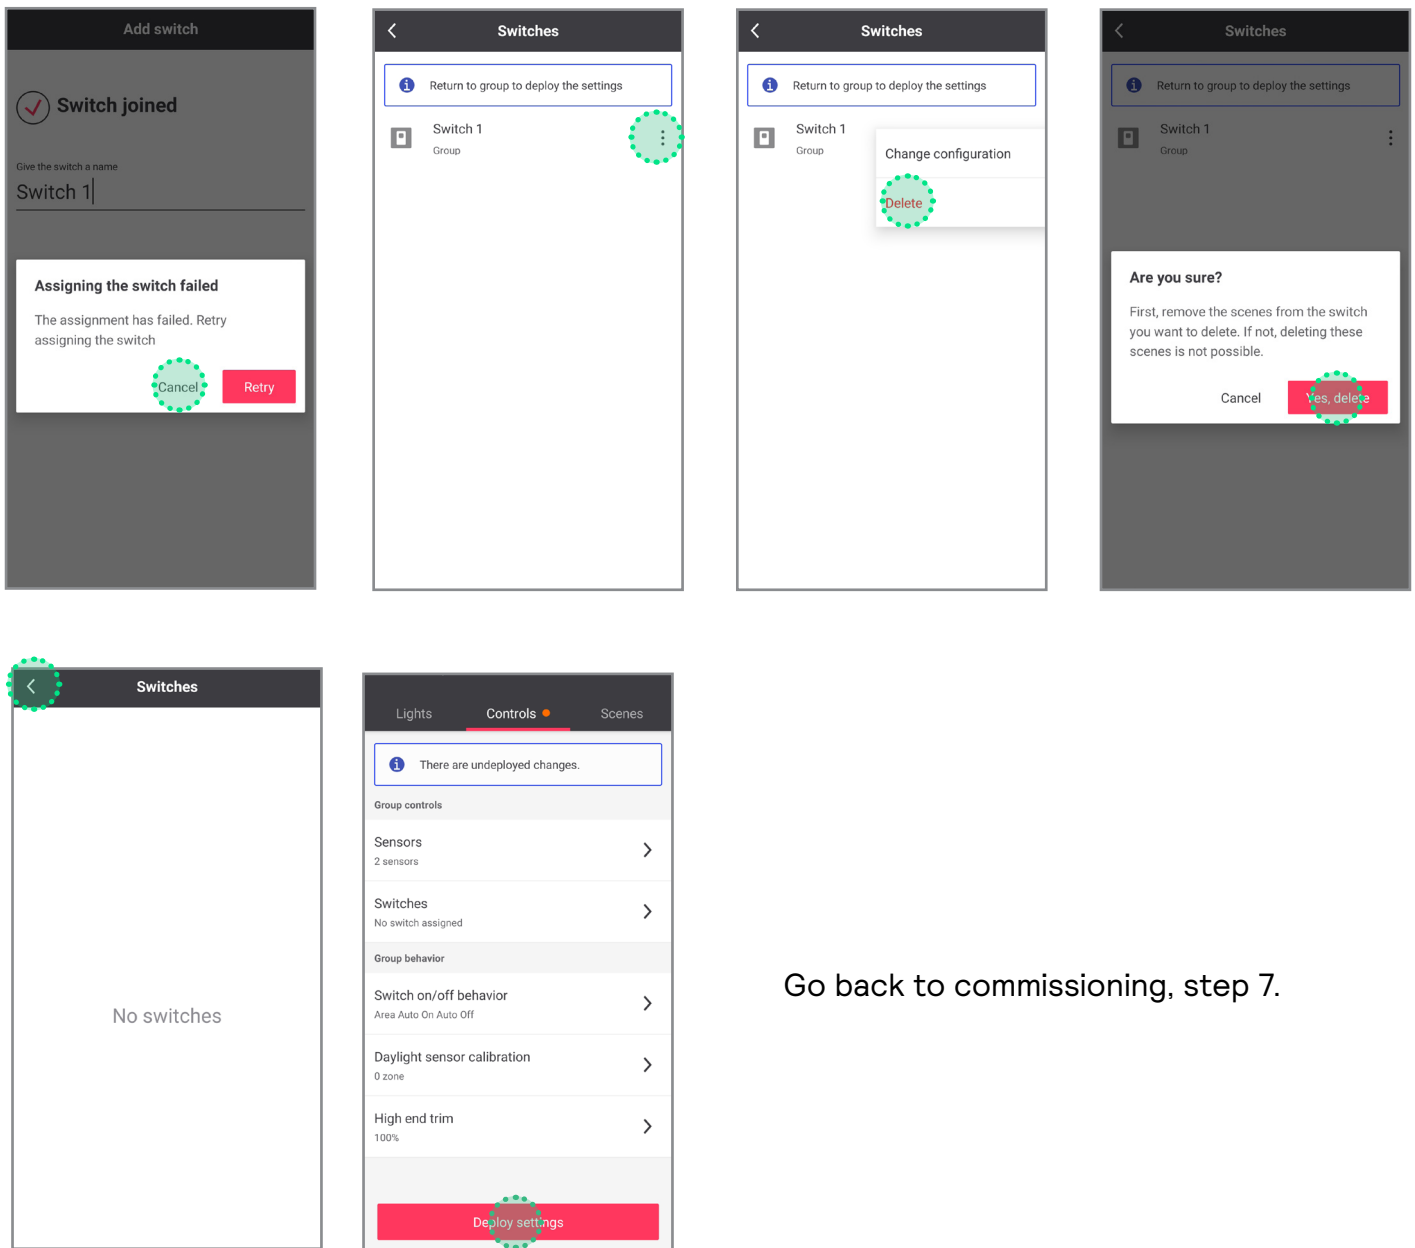 Add switch
Switch joined
Give the switch a name
Switch 1
Assigning the switch failed
The assignment has failed. Retry
assigning the switch
Cancel
Retry
Switches
Return to group to deploy the settings
Switch 1
Group
Switches
Return to group to deploy the settings
Switch 1
Group
Change configuration
Delete
Switches
Return to group to deploy the settings
Switch 1
Group
Are you sure?
First, remove the scenes from the switch
you want to delete. If not, deleting these
scenes is not possible.
Cancel
Yes, delete
Switches
No switches
Lights
Controls
Scenes
There are undeployed changes.
Group controls
Sensors
2 sensors
Switches
No switch assigned
Group behavior
Switch on/off behavior
Area Auto On Auto Off
Daylight sensor calibration
0 zone
High end trim
100%
Deploy settings
Go back to commissioning, step 7.